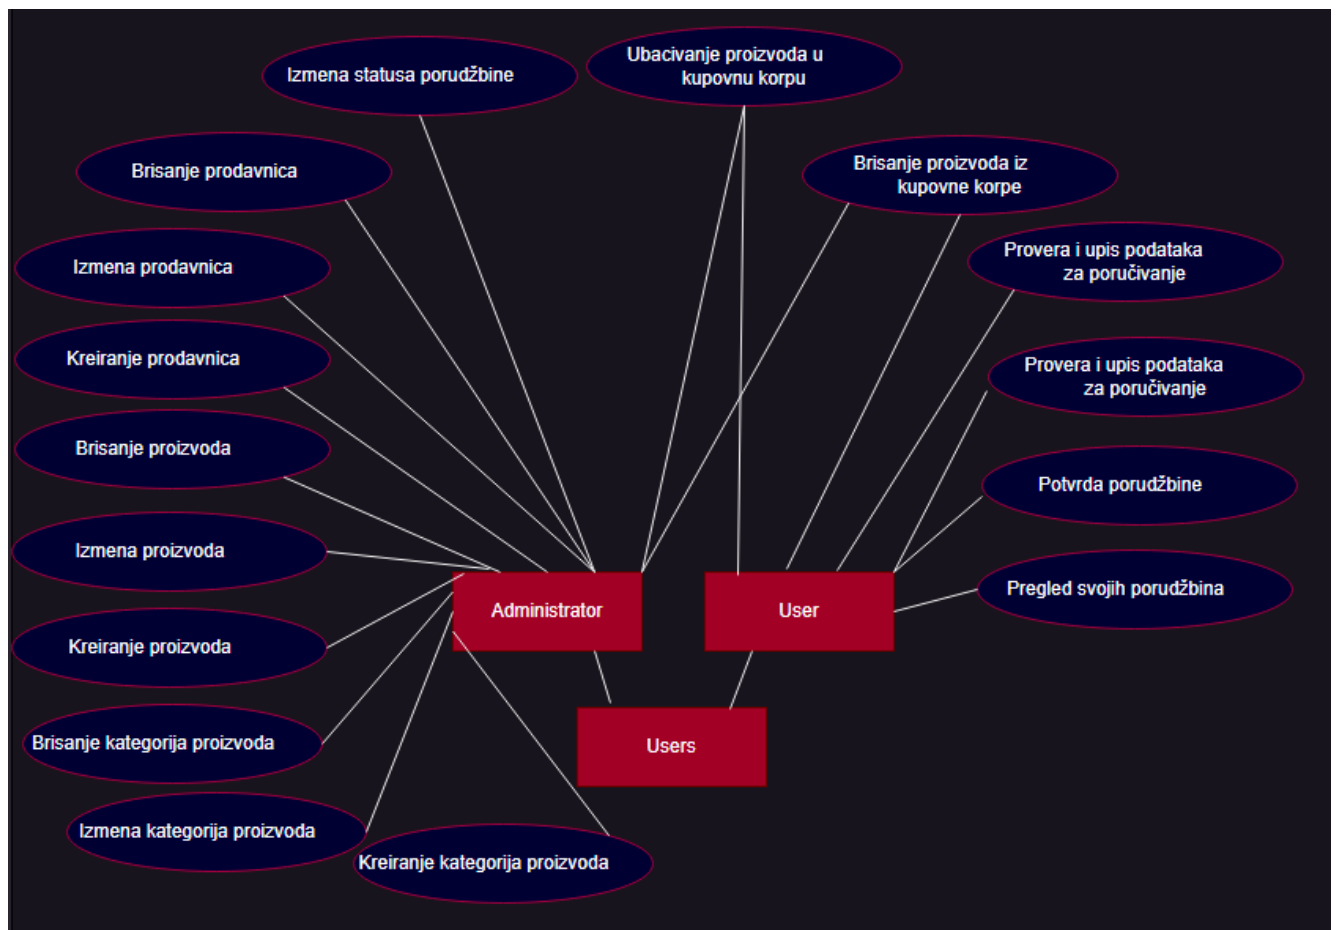 Izmena statusa porudžbine
Ubacivanje proizvoda u
kupovnu korpu
Brisanje prodavnica
Brisanje proizvoda iz
kupovne korpe
Izmena prodavnica
Provera i upis podataka
za poručivanje
Kreiranje prodavnica
Provera i upis podataka
za poručivanje
Brisanje proizvoda
Potvrda porudžbine
Izmena proizvoda
Pregled svojih porudžbina
Administrator
User
Kreiranje proizvoda
Brisanje kategorija proizvoda
Users
Izmena kategorija proizvoda
Kreiranje kategorija proizvoda